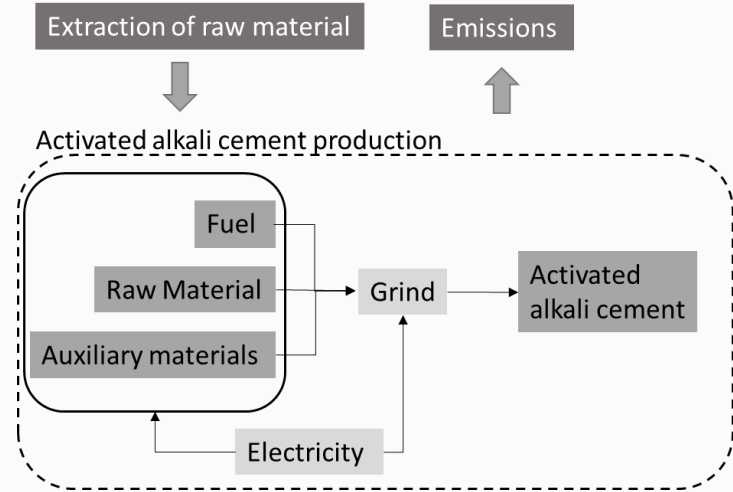 Extraction of raw material
Emissions
Activated alkali cement production
Fuel
Raw Material
Grind
Activated
alkali cement
Auxiliary materials
Electricity